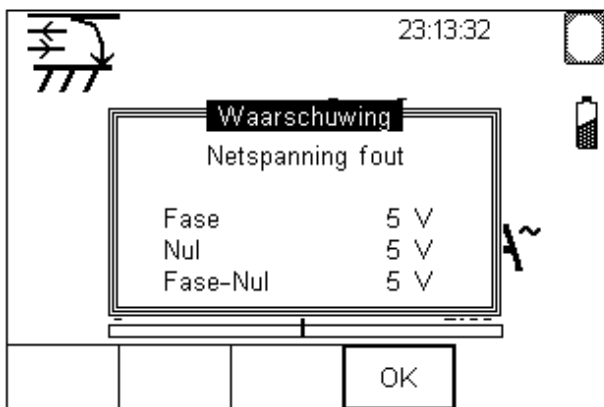 23:13:32
Waarschuwing
Netspanning fout
Fase 5 V
Nul 5 V
Fase-Nul 5 V
OK